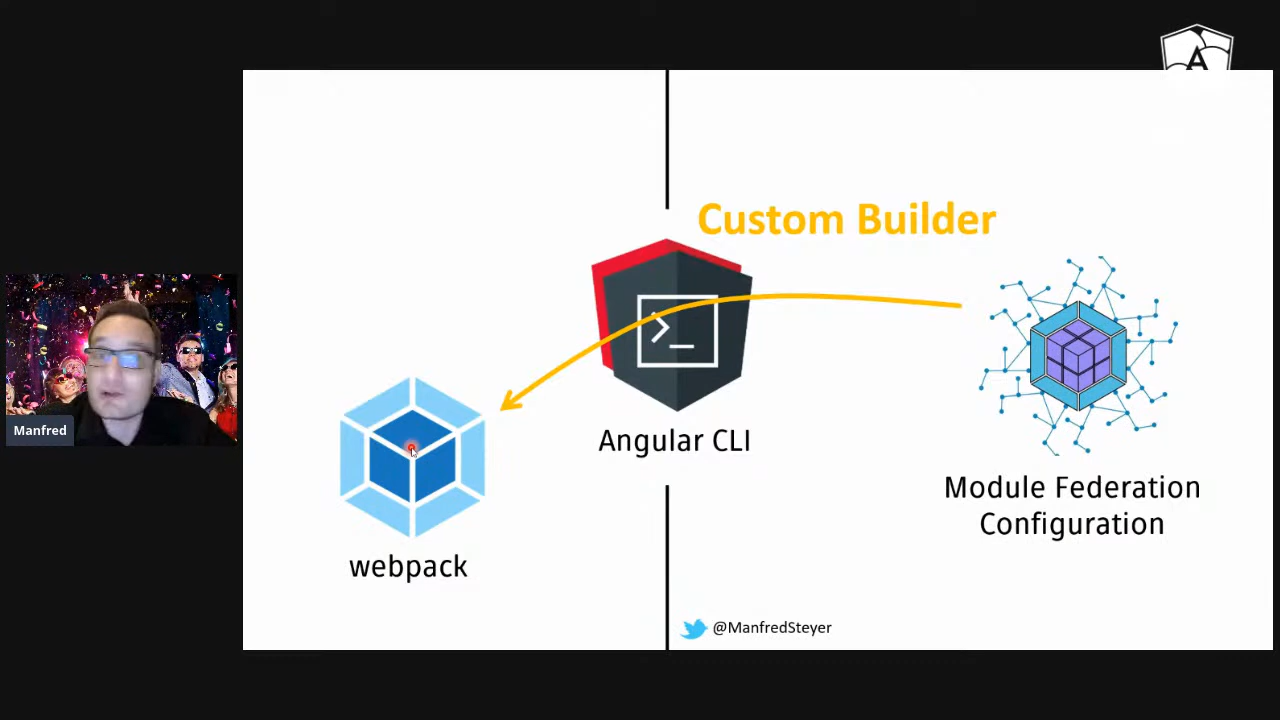 Custom Builder
Angular CLI
Module Federation
Configuration
webpack
@ManfredSteyer
Manfred
A